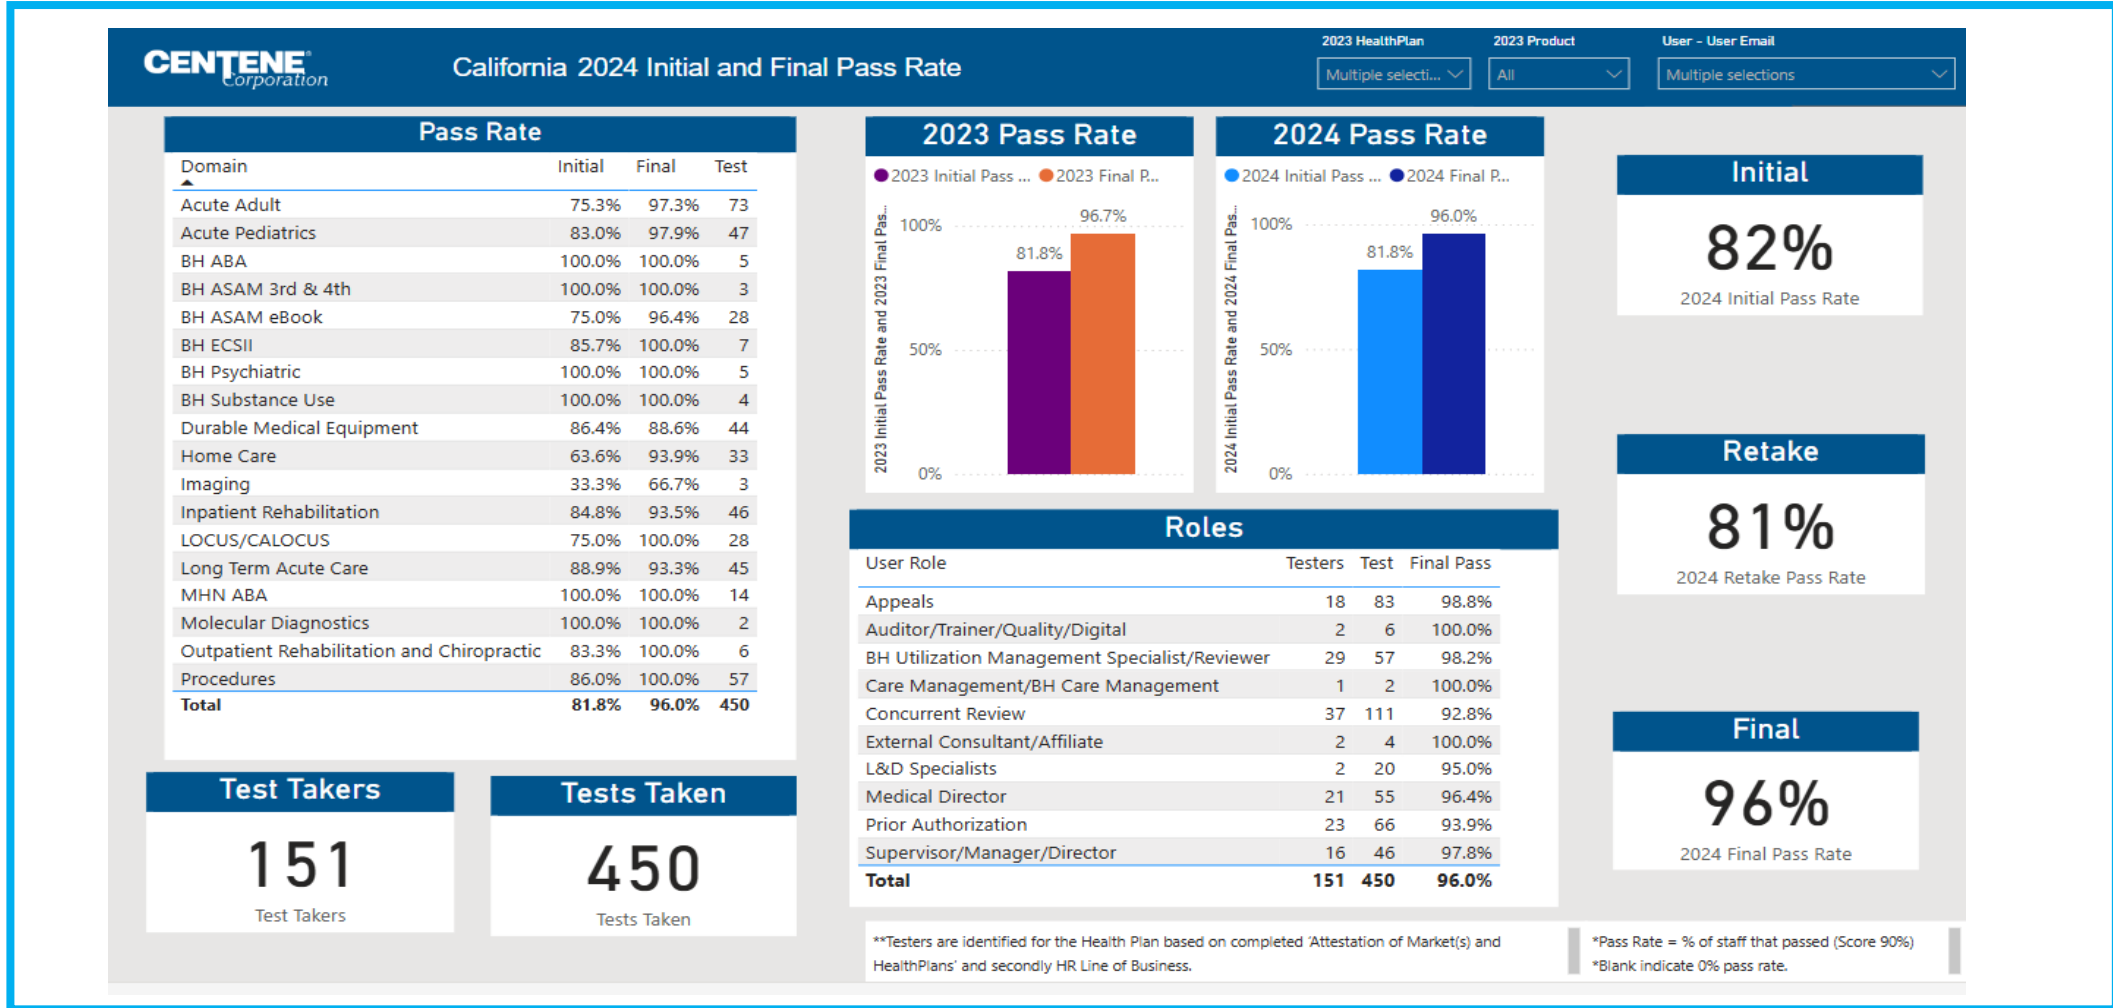 CENTENE®
Corporation
California 2024 Initial and Final Pass Rate
2023 HealthPlan
Multiple selecti...
2023 Product
All
User - User Email
Multiple selections
Pass Rate
Domain Initial Final Test
Acute Adult 75.3% 97.3% 73
Acute Pediatrics 83.0% 97.9% 47
BH ABA 100.0% 100.0% 5
BH ASAM 3rd & 4th 100.0% 100.0% 3
BH ASAM eBook 75.0% 96.4% 28
BH ECSII 85.7% 100.0% 7
BH Psychiatric 100.0% 100.0% 5
BH Substance Use 100.0% 100.0% 4
Durable Medical Equipment 86.4% 88.6% 44
Home Care 63.6% 93.9% 33
Imaging 33.3% 66.7% 3
Inpatient Rehabilitation 84.8% 93.5% 46
LOCUS/CALOCUS 75.0% 100.0% 28
Long Term Acute Care 88.9% 93.3% 45
MHN ABA 100.0% 100.0% 14
Molecular Diagnostics 100.0% 100.0% 2
Outpatient Rehabilitation and Chiropractic 83.3% 100.0% 6
Procedures 86.0% 100.0% 57
Total 81.8% 96.0% 450
Test Takers
151
Test Takers
Tests Taken
450
Tests Taken
2023 Pass Rate
2023 Initial Pass ... 2023 Final P...
2023 Initial Pass Rate and 2023 Final Pas...
100%
50%
0%
81.8%
96.7%
2024 Pass Rate
2024 Initial Pass ... 2024 Final P...
2024 Initial Pass Rate and 2024 Final Pas...
100%
50%
0%
81.8%
96.0%
Roles
User Role Testers Test Final Pass
Appeals 18 83 98.8%
Auditor/Trainer/Quality/Digital 2 6 100.0%
BH Utilization Management Specialist/Reviewer 29 57 98.2%
Care Management/BH Care Management 1 2 100.0%
Concurrent Review 37 111 92.8%
External Consultant/Affiliate 2 4 100.0%
L&D Specialists 2 20 95.0%
Medical Director 21 55 96.4%
Prior Authorization 23 66 93.9%
Supervisor/Manager/Director 16 46 97.8%
Total 151 450 96.0%
Initial
82%
2024 Initial Pass Rate
Retake
81%
2024 Retake Pass Rate
Final
96%
2024 Final Pass Rate
**Testers are identified for the Health Plan based on completed 'Attestation of Market(s) and
HealthPlans' and secondly HR Line of Business.
*Pass Rate = % of staff that passed (Score 90%)
*Blank indicate 0% pass rate.